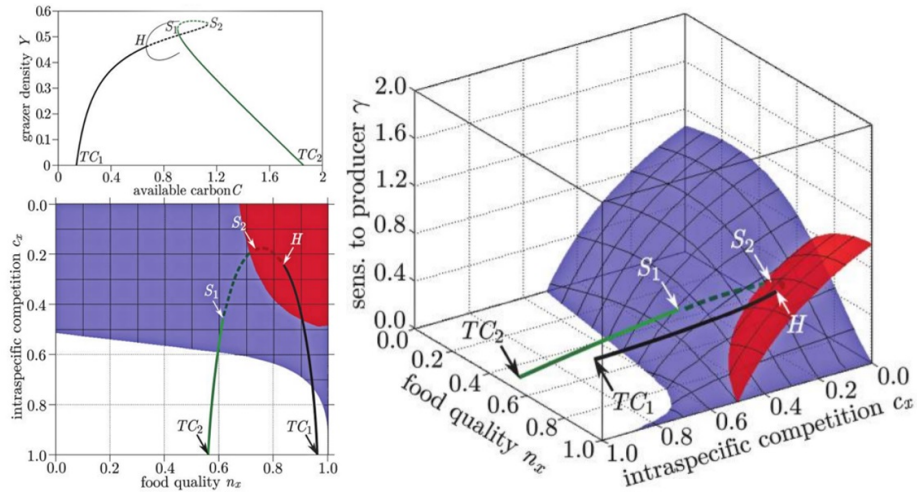 0.6
0.5
0.4
0.3
0.2
0.1
0
grazer density Y
H
S₁
S₂
TC₁
TC₂
0.4
0.8
1.2
1.6
2
available carbon C
0.0
0.2
0.4
0.6
0.8
1.0
intraspecific competition cₓ
S₂
H
S₁
TC₂
TC₁
0.0
0.2
0.4
0.6
0.8
1.0
food quality nₓ
2.0
1.6
1.2
0.8
0.4
0.0
sens. to producer γ
S₁
S₂
H
TC₂
TC₁
0.0
0.2
0.4
0.6
0.8
1.0
food quality nₓ
1.0
0.8
0.6
0.4
0.2
0.0
intraspecific competition cₓ